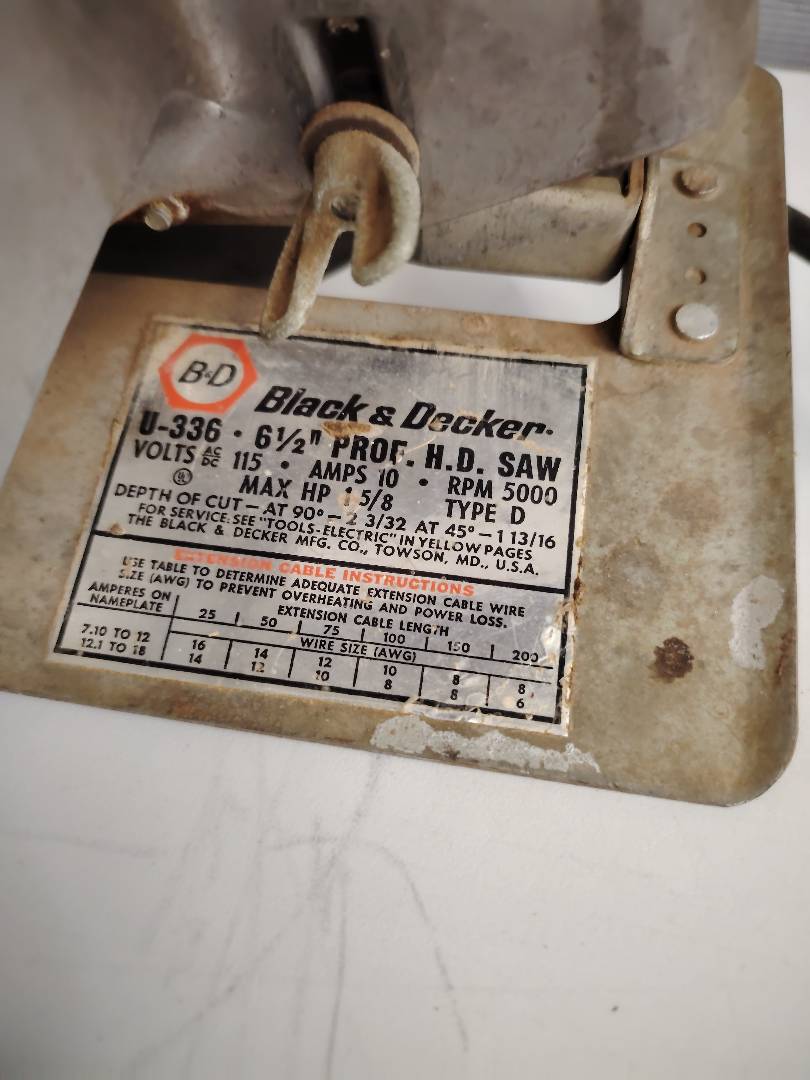 B&D
Black & Decker.
U-336 • 6 1/2" PROF. H.D. SAW
VOLTS AC DC 115 • AMPS 10 • RPM 5000
UL MAX HP 1 5/8 TYPE D
DEPTH OF CUT – AT 90° – 2 3/32 AT 45° – 1 13/16
FOR SERVICE: SEE "TOOLS-ELECTRIC" IN YELLOW PAGES
THE BLACK & DECKER MFG. CO., TOWSON, MD., U.S.A.
EXTENSION CABLE INSTRUCTIONS
USE TABLE TO DETERMINE ADEQUATE EXTENSION CABLE WIRE
SIZE (AWG) TO PREVENT OVERHEATING AND POWER LOSS.
AMPERES ON NAMEPLATE
EXTENSION CABLE LENGTH
25 50 75 100 150 200
WIRE SIZE (AWG)
7.10 TO 12 16 14 12 10 8 8
12.1 TO 18 14 12 10 8 8 6